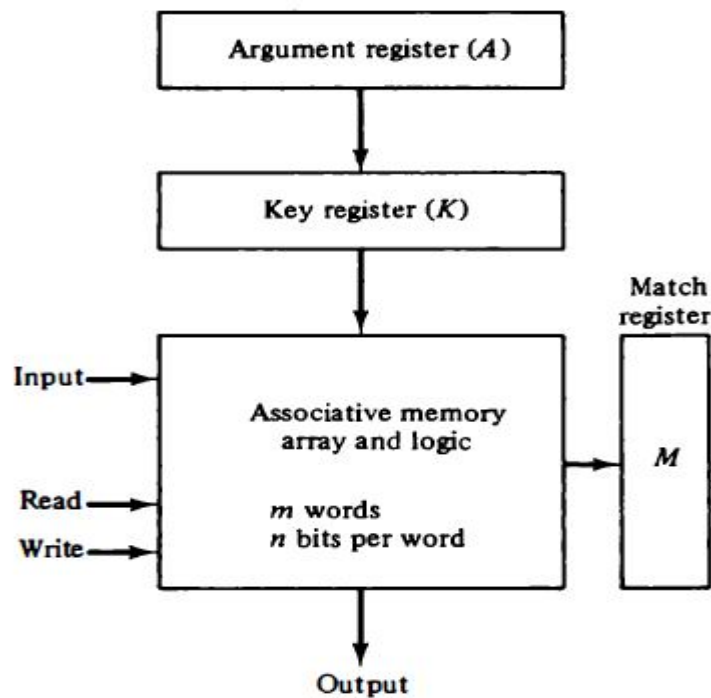 Argument register (A)
Key register (K)
Match
register
Input
Associative memory
array and logic
M
Read
m words
Write
n bits per word
Output